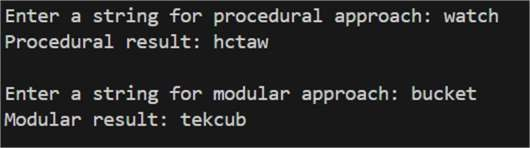 Enter a string for procedural approach: watch
Procedural result: hctaw
Enter a string for modular approach: bucket
Modular result: tekcub